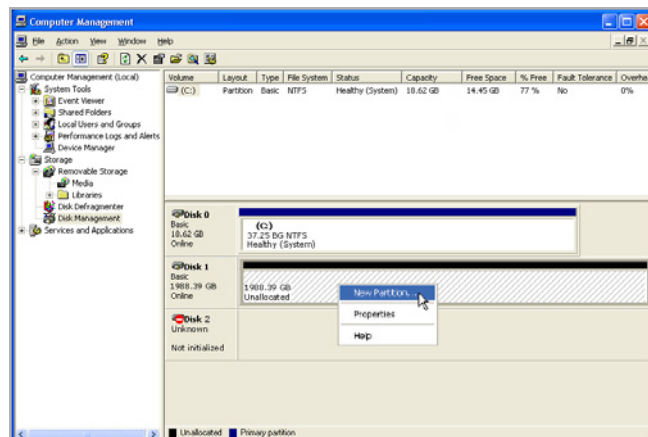 Computer Management
File Action View Window Help
Computer Management (Local)
System Tools
Event Viewer
Shared Folders
Local Users and Groups
Performance Logs and Alerts
Device Manager
Storage
Removable Storage
Media
Libraries
Disk Defragmenter
Disk Management
Services and Applications
Volume Layout Type File System Status Capacity Free Space % Free Fault Tolerance Overhe
(C:) Partition Basic NTFS Healthy (System) 18.62 GB 14.45 GB 77 % No 0%
Disk 0
Basic
18.62 GB
Online
(C:)
37.25 BG NTFS
Healthy (System)
Disk 1
Basic
1988.39 GB
Online
1988.39 GB
Unallocated
New Partition...
Properties
Help
Disk 2
Unknown
Not initialized
Unallocated Primary partition